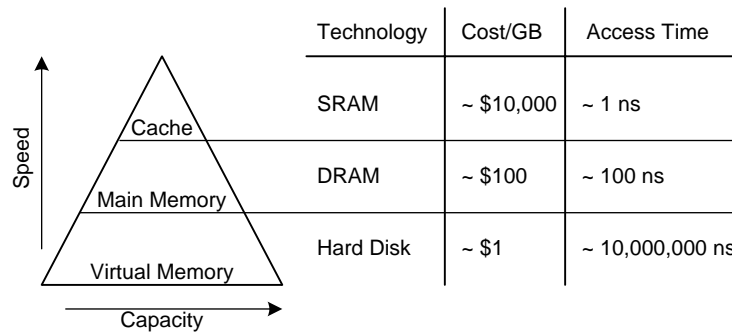 Technology Cost/GB Access Time
SRAM ~ $10,000 ~ 1 ns
Cache
DRAM ~ $100 ~ 100 ns
Main Memory
Hard Disk ~ $1 ~ 10,000,000 ns
Virtual Memory
Speed
Capacity